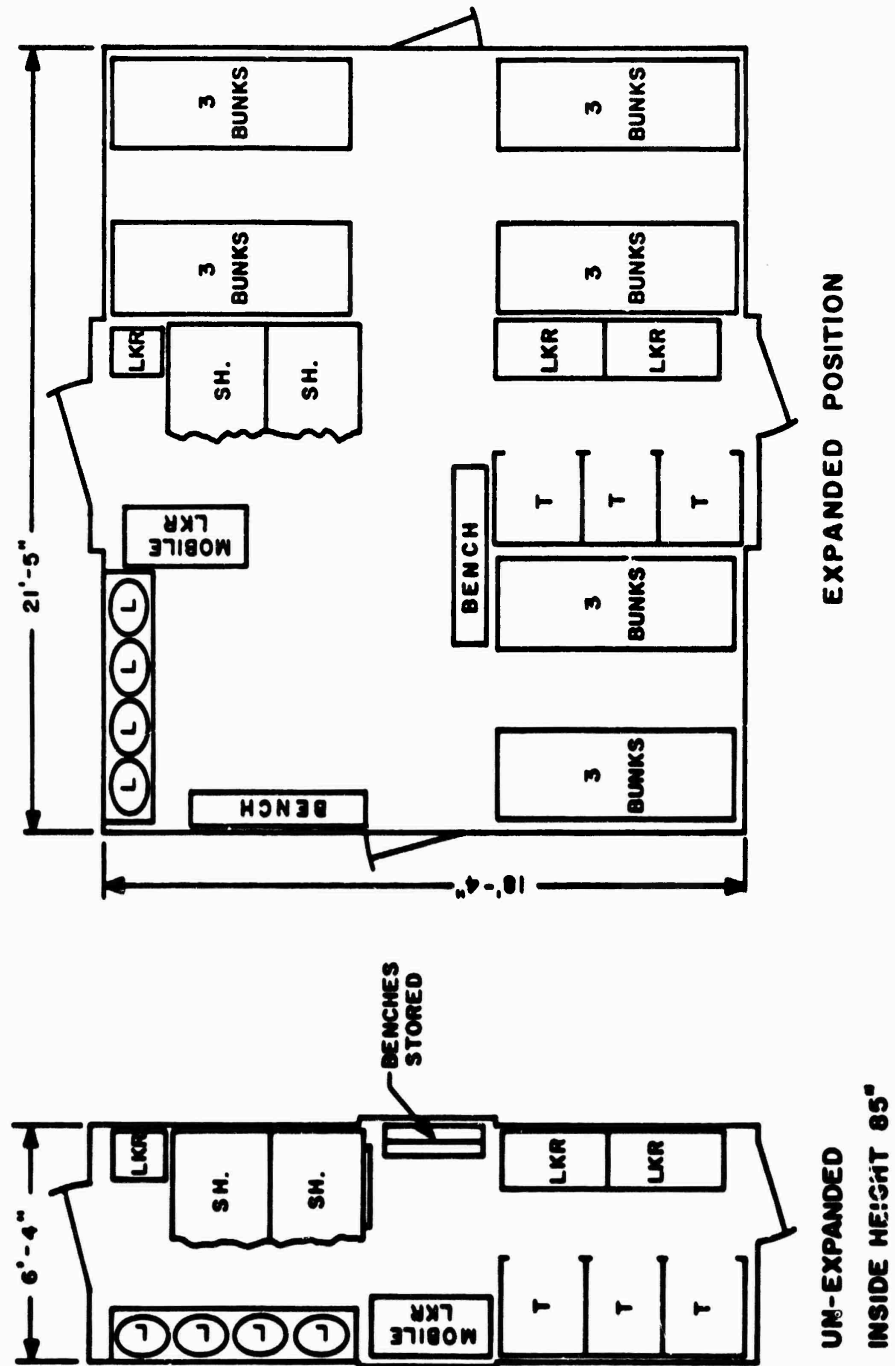 21'-5"
3
BUNKS
3
BUNKS
LKR
SH.
SH.
MOBILE
LKR
L
L
L
L
BENCH
3
BUNKS
3
BUNKS
LKR
LKR
T
T
T
BENCH
3
BUNKS
3
BUNKS
18'-4"
EXPANDED POSITION
6'-4"
LKR
SH.
SH.
BENCHES
STORED
LKR
LKR
L
L
L
L
MOBILE
LKR
T
T
T
UN-EXPANDED
INSIDE HEIGHT 85"